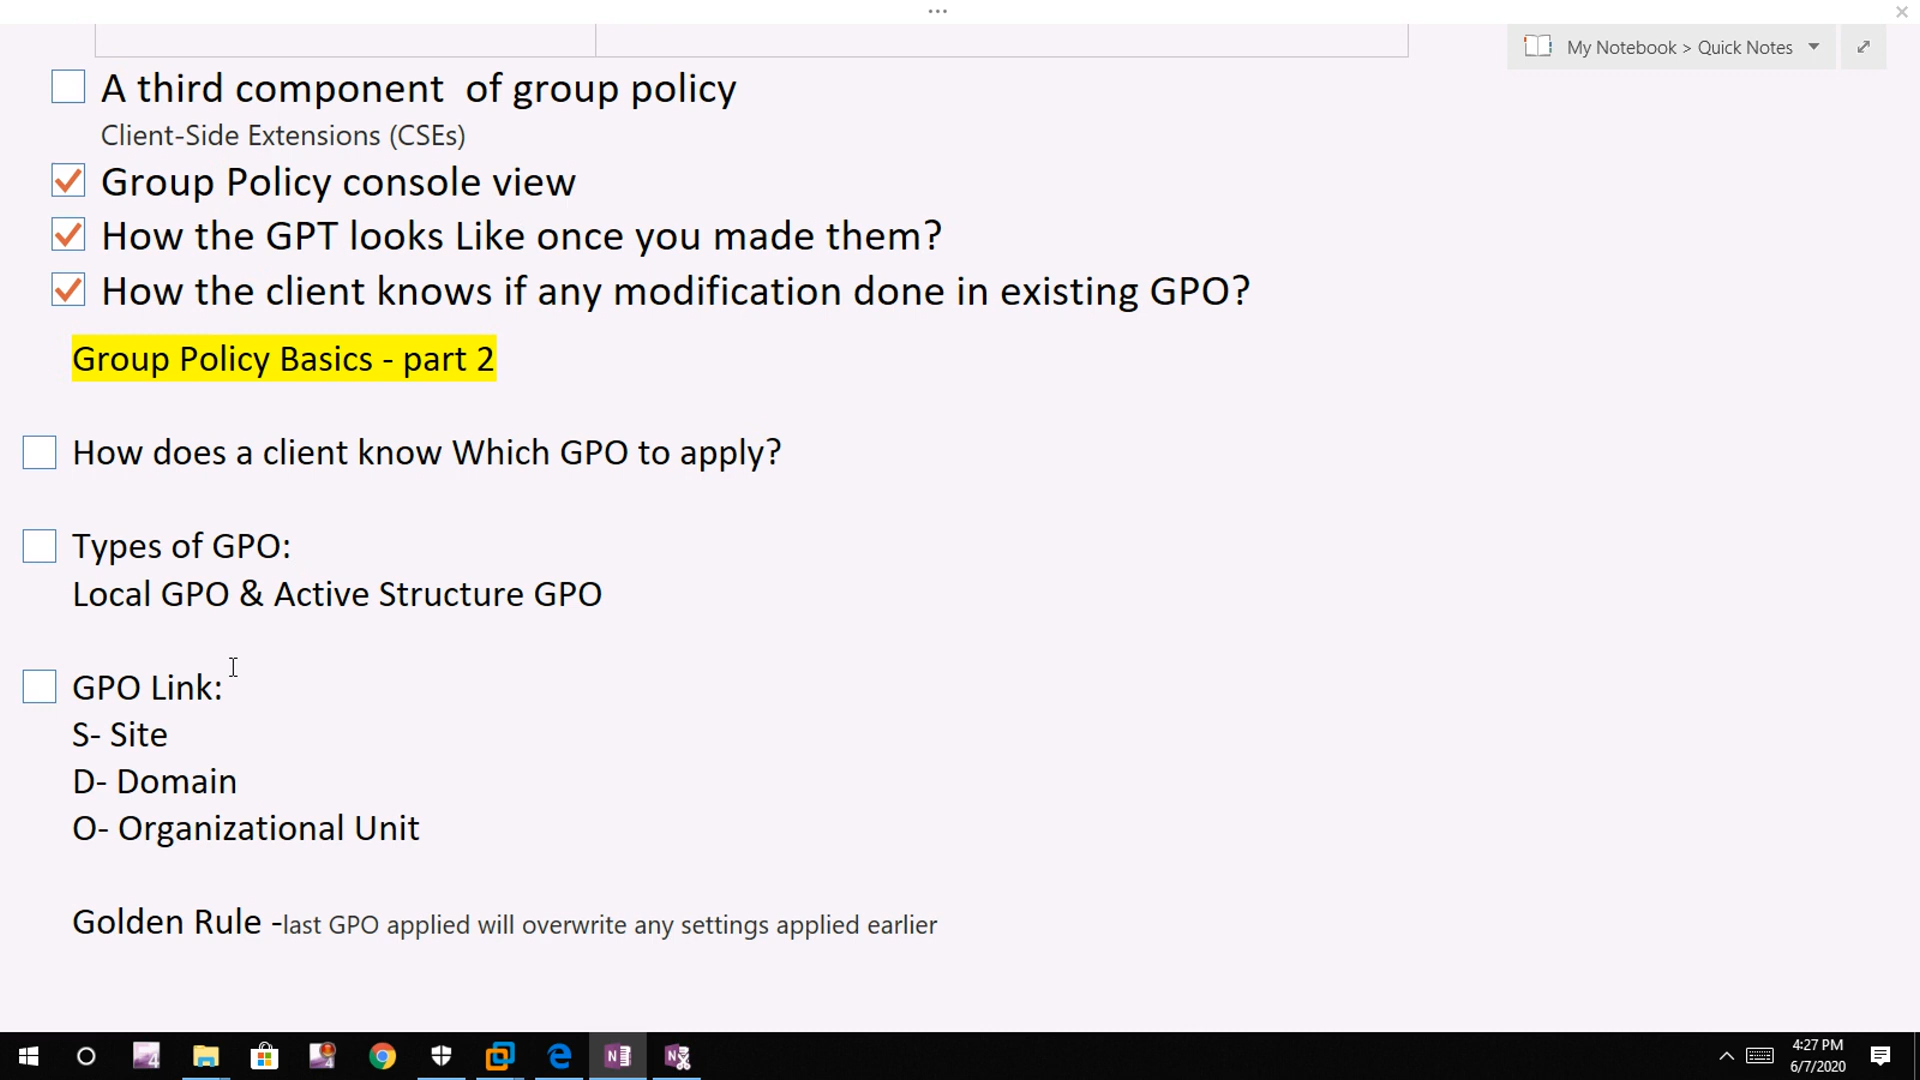 My Notebook > Quick Notes
A third component  of group policy
Client-Side Extensions (CSEs)
Group Policy console view
How the GPT looks Like once you made them?
How the client knows if any modification done in existing GPO?
Group Policy Basics - part 2
How does a client know Which GPO to apply?
Types of GPO:
Local GPO & Active Structure GPO
GPO Link:
S- Site
D- Domain
O- Organizational Unit
Golden Rule -last GPO applied will overwrite any settings applied earlier
4:27 PM
6/7/2020